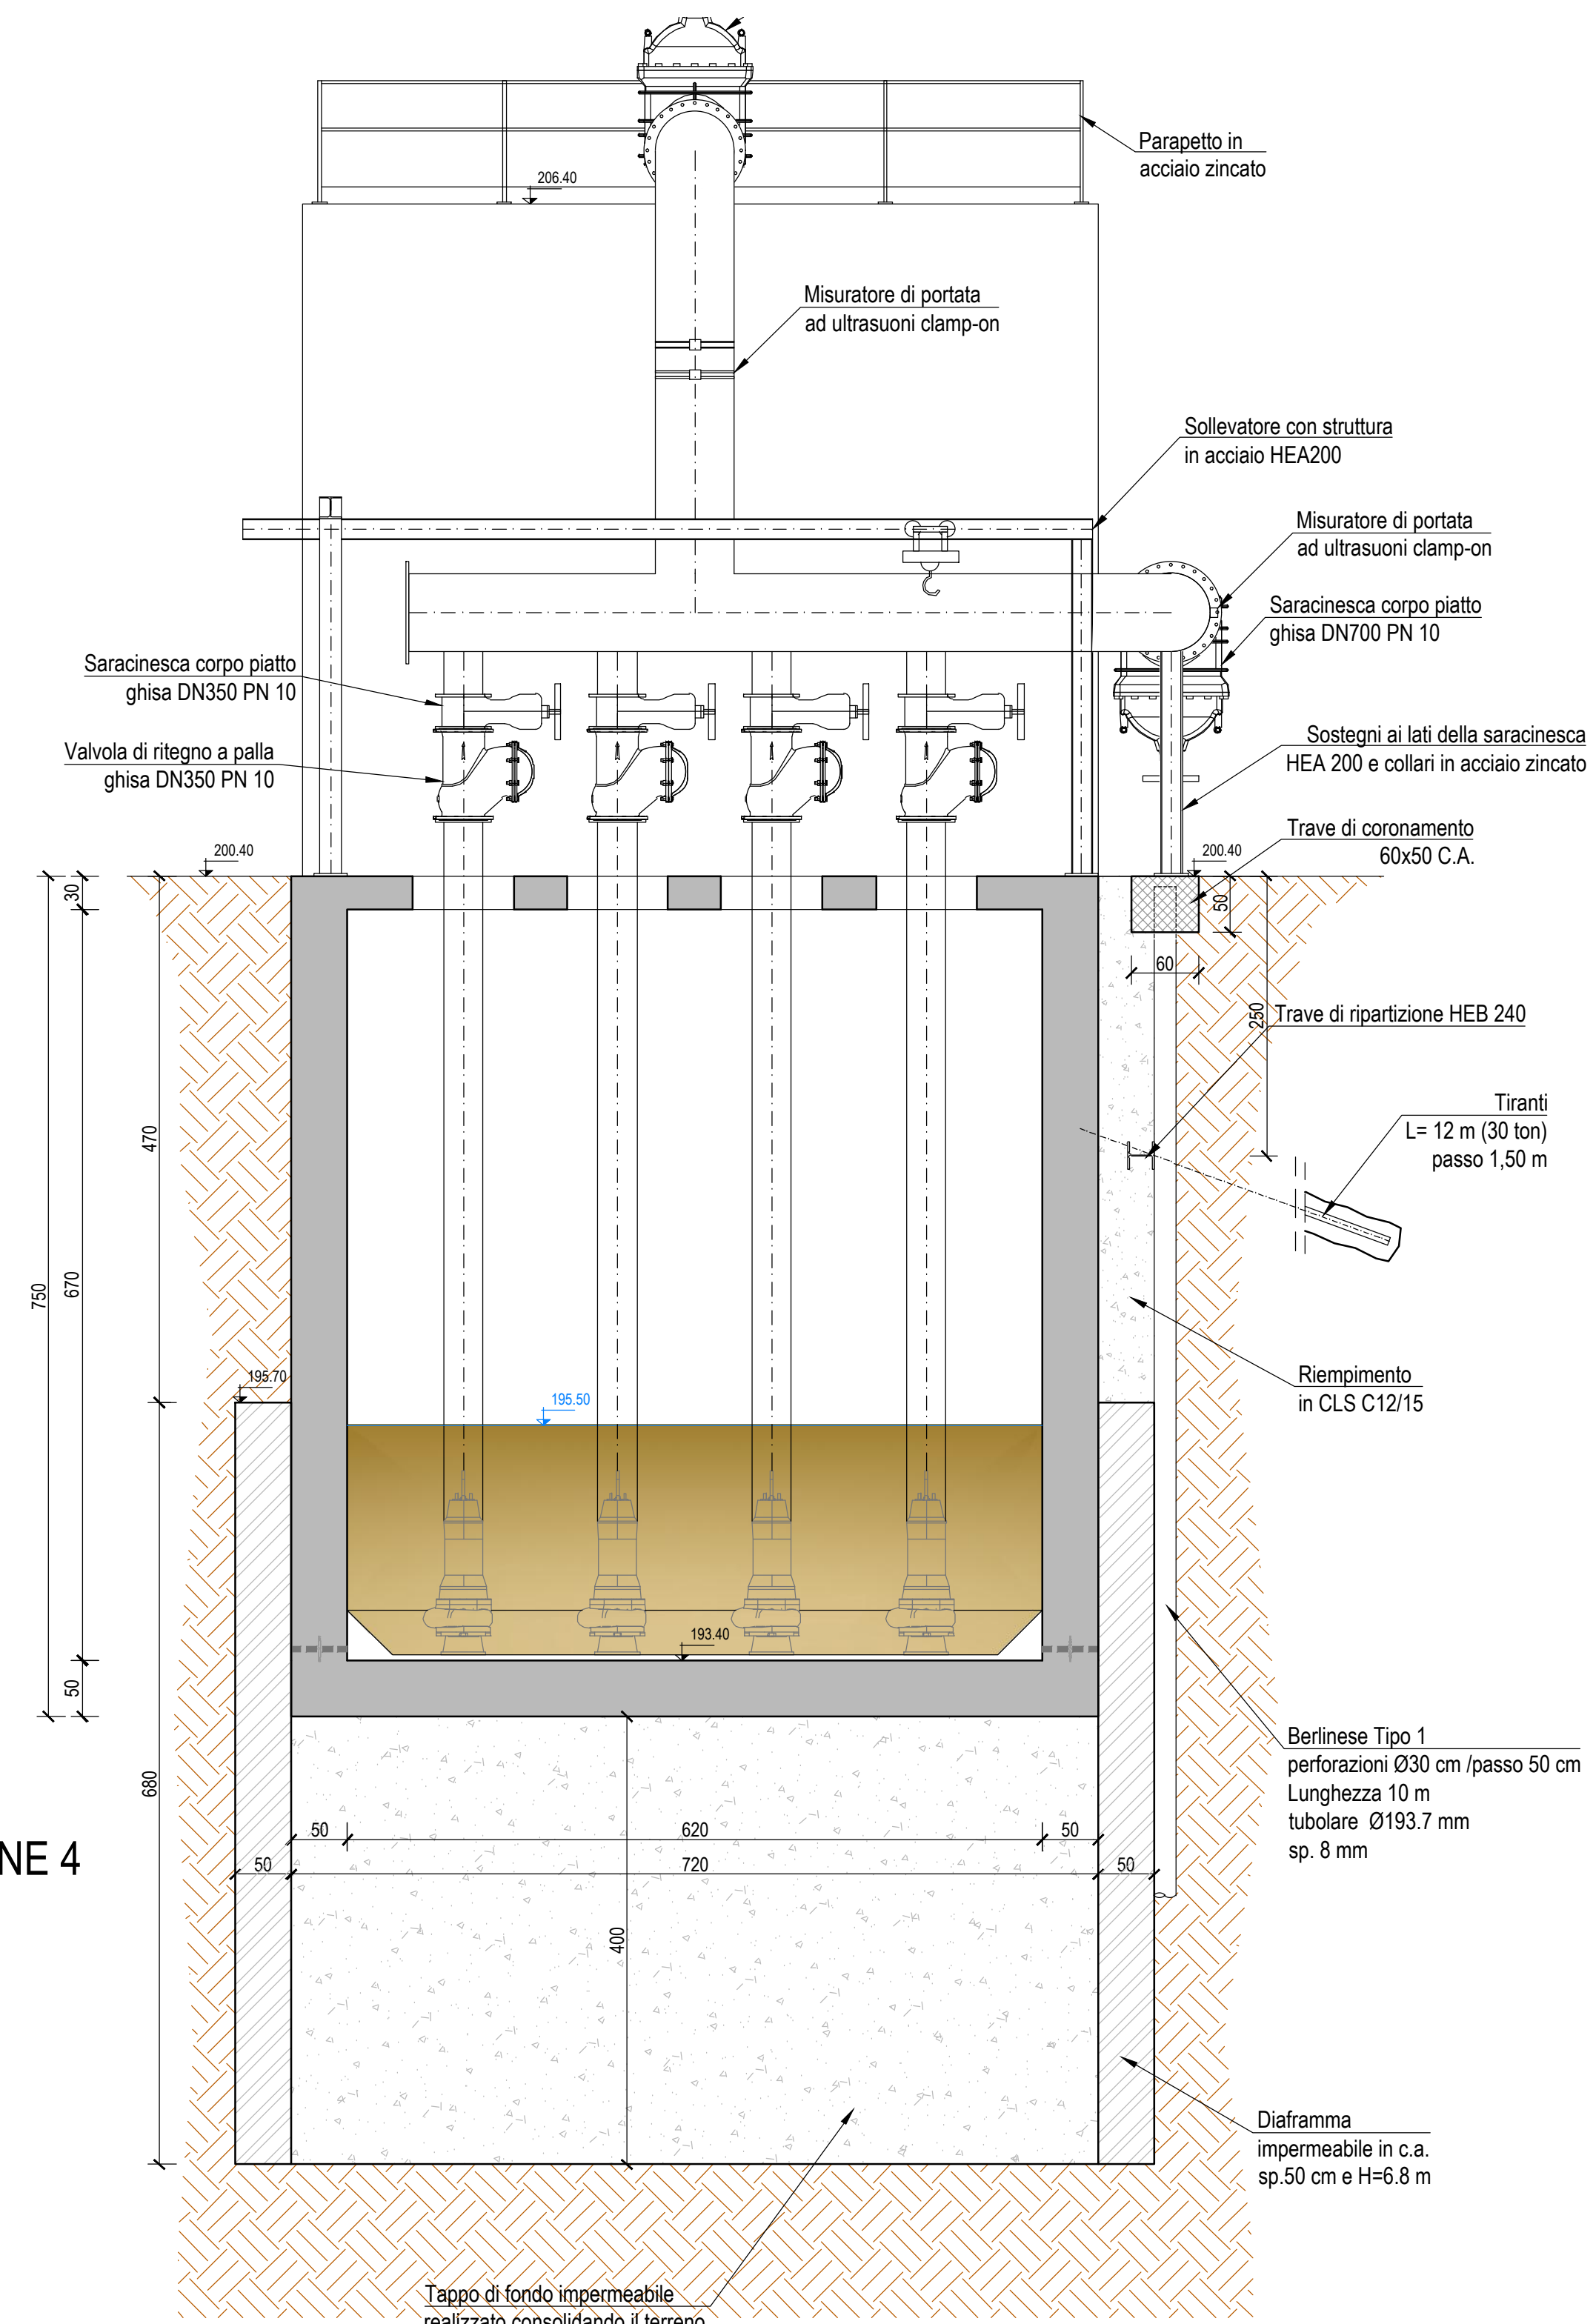 Parapetto in
acciaio zincato
206.40
Misuratore di portata
ad ultrasuoni clamp-on
Sollevatore con struttura
in acciaio HEA200
Misuratore di portata
ad ultrasuoni clamp-on
Saracinesca corpo piatto
ghisa DN700 PN 10
Saracinesca corpo piatto
ghisa DN350 PN 10
Valvola di ritegno a palla
ghisa DN350 PN 10
Sostegni ai lati della saracinesca
HEA 200 e collari in acciaio zincato
Trave di coronamento
60x50 C.A.
200.40
200.40
30
50
60
250
Trave di ripartizione HEB 240
Tiranti
L= 12 m (30 ton)
passo 1,50 m
470
750
670
Riempimento
in CLS C12/15
195.70
195.50
193.40
50
Berlinese Tipo 1
perforazioni Ø30 cm /passo 50 cm
Lunghezza 10 m
tubolare Ø193.7 mm
sp. 8 mm
680
50
620
50
NE 4
50
720
50
400
Diaframma
impermeabile in c.a.
sp.50 cm e H=6.8 m
Tappo di fondo impermeabile
realizzato consolidando il terreno